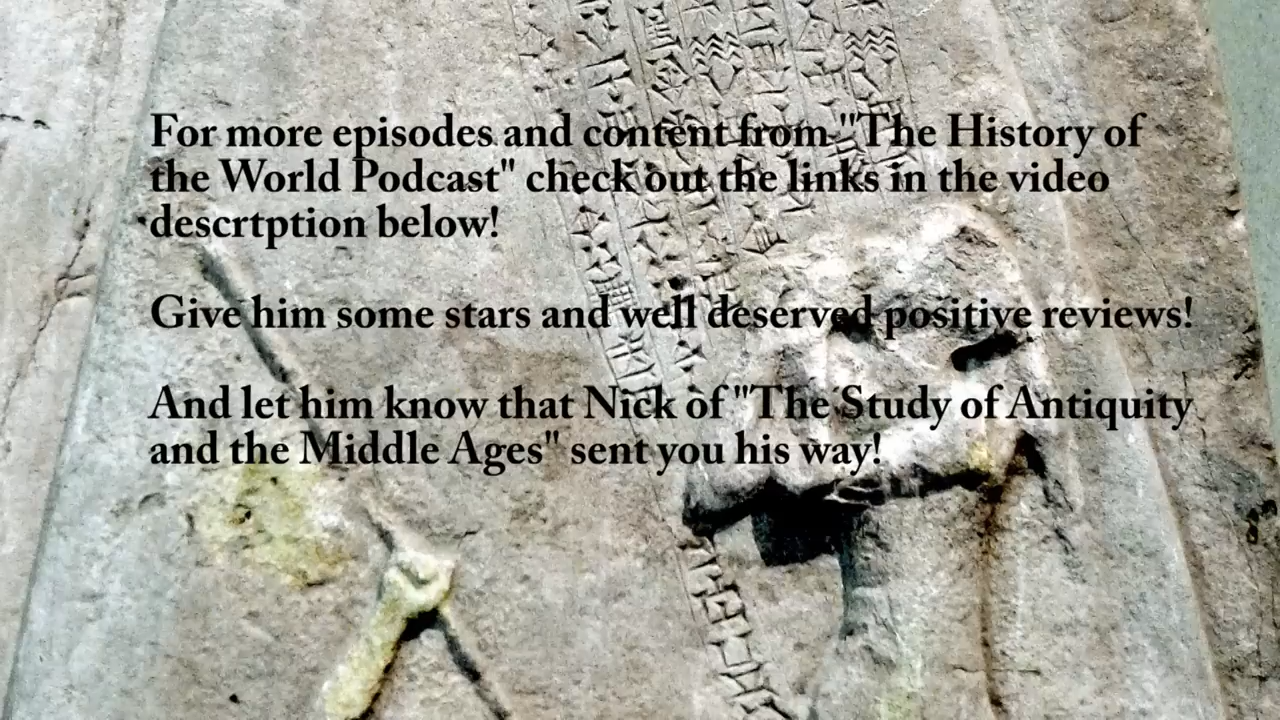 For more episodes and content from "The History of
the World Podcast" check out the links in the video
descrtption below!
Give him some stars and well deserved positive reviews!
And let him know that Nick of "The Study of Antiquity
and the Middle Ages" sent you his way!